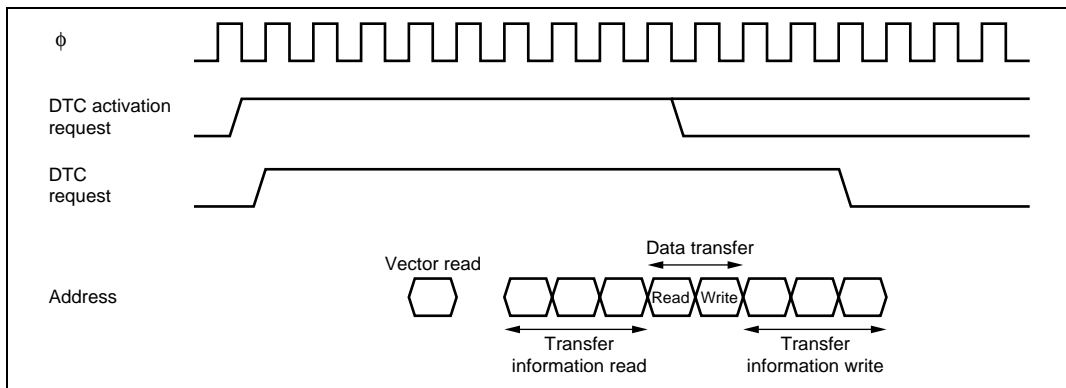 φ
DTC activation
request
DTC
request
Data transfer
Vector read
Address
Read
Write
Transfer
information read
Transfer
information write